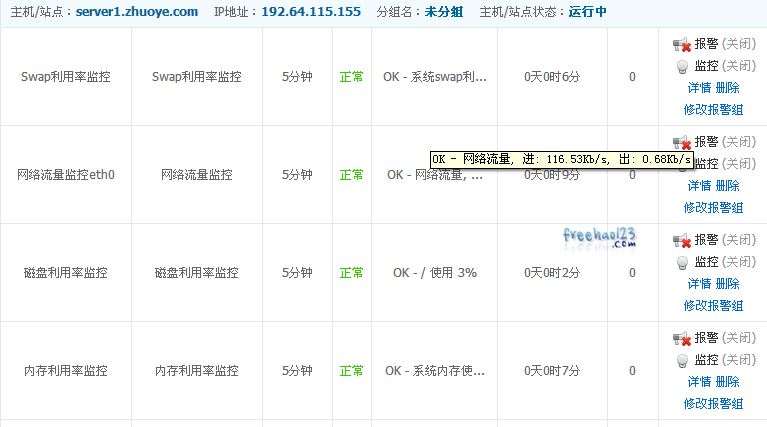 主机/站点：server1.zhuoye.com IP地址：192.64.115.155 分组名：未分组 主机/站点状态：运行中
Swap利用率监控 Swap利用率监控 5分钟 正常 OK - 系统swap利... 0天0时6分 0 报警 (关闭)
监控 (关闭)
详情 删除
修改报警组
网络流量监控eth0 网络流量监控 5分钟 正常 OK - 网络流量, ... 0天0时9分 0 报警 (关闭)
OK - 网络流量, 进: 116.53Kb/s, 出: 0.68Kb/s
监控 (关闭)
详情 删除
修改报警组
freehao123
.com
磁盘利用率监控 磁盘利用率监控 5分钟 正常 OK - / 使用 3% 0天0时2分 0 报警 (关闭)
监控 (关闭)
详情 删除
修改报警组
内存利用率监控 内存利用率监控 5分钟 正常 OK - 系统内存使... 0天0时7分 0 报警 (关闭)
监控 (关闭)
详情 删除
修改报警组